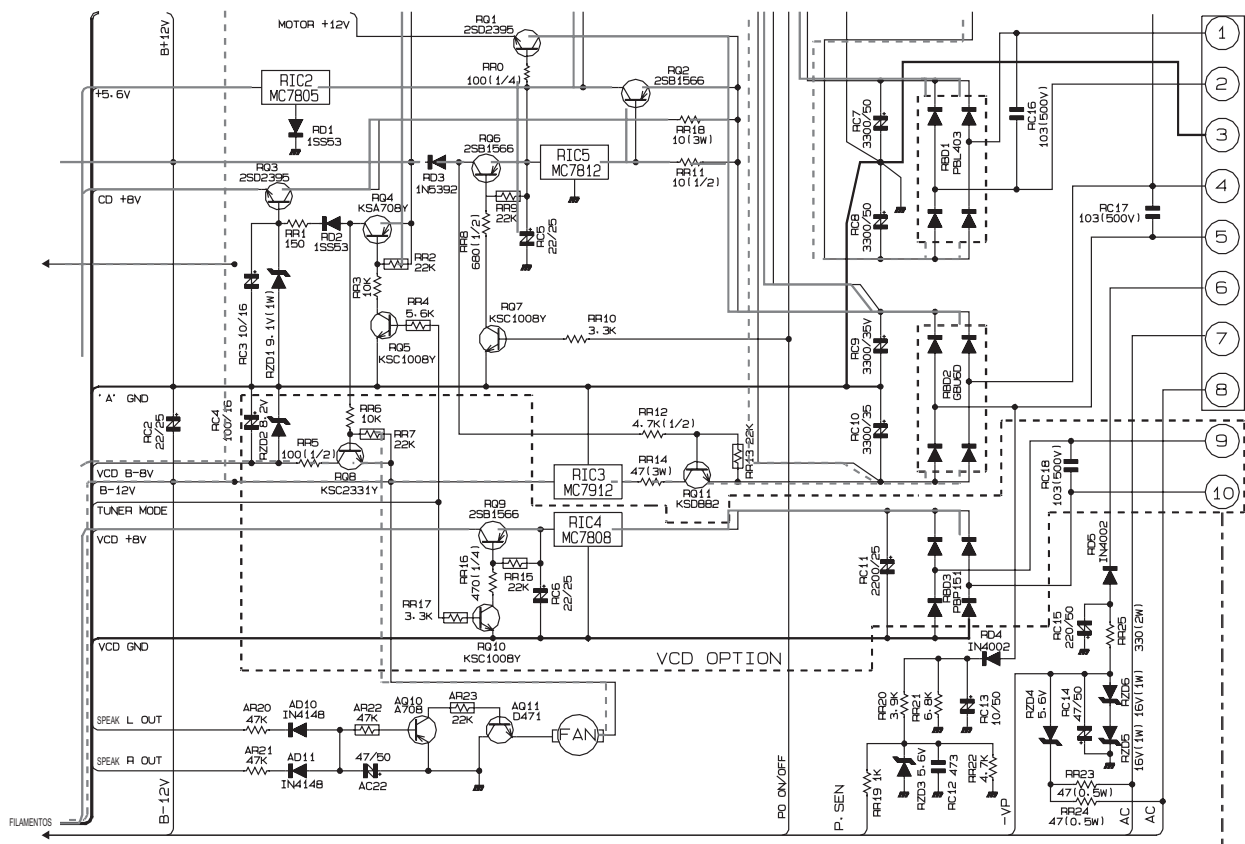 B+12V
MOTOR +12V
RQ1
2SD2395
RR0
100(1/4)
RQ2
2SB1566
RIC2
MC7805
+5.6V
RD1
1SS53
RR18
10(3W)
RQ6
2SB1566
RIC5
MC7812
RQ3
2SD2395
RD3
1N5392
RR11
10(1/2)
CD +8V
RQ4
KSA708Y
RR9
22K
RR1
150
RD2
1SS53
RR8
680(1/2)
RC5
22/25
RR2
22K
RR3
10K
RC3 10/16
RZD1 9.1V(1W)
RR4
5.6K
RQ7
KSC1008Y
RR10
3.3K
RQ5
KSC1008Y
RC7
3300/50
RC8
3300/50
RBD1
PBL403
RC16
103(500V)
RC17
103(500V)
RC9
3300/35V
RBD2
GBU6D
RC10
3300/35
1
2
3
4
5
6
7
8
9
10
'A' GND
RC2
22/25
RC4
100/16
RZD2 8.2V
RR6
10K
RR7
22K
RR5
100(1/2)
RQ8
KSC2331Y
RR12
4.7K(1/2)
RR13 22K
RR14
47(3W)
RIC3
MC7912
RQ11
KSD882
RC18
103(500V)
VCD B-8V
B-12V
TUNER MODE
VCD +8V
RQ9
2SB1566
RIC4
MC7808
RR16
470(1/4)
RR15
22K
RC6
22/25
RR17
3.3K
RQ10
KSC1008Y
RC11
2200/25
RBD3
PBP151
RD5
IN4002
RC15
220/50
RR25
330(2W)
VCD GND
VCD OPTION
RD4
IN4002
SPEAK L OUT
AR20
47K
AD10
IN4148
AR22
47K
AQ10
A708
AR23
22K
AQ11
D471
FAN
SPEAK R OUT
AR21
47K
AD11
IN4148
47/50
AC22
RR20
3.9K
RR21
6.8K
RC13
10/50
RZD4
5.6V
RC14
47/50
RZD6
16V(1W)
RZD5
16V(1W)
RR19 1K
RZD3 5.6V
RC12 473
RR22
4.7K
RR23
47(0.5W)
RR24
47(0.5W)
FILAMENTOS
B-12V
PO ON/OFF
P.SEN
-VP
AC
AC